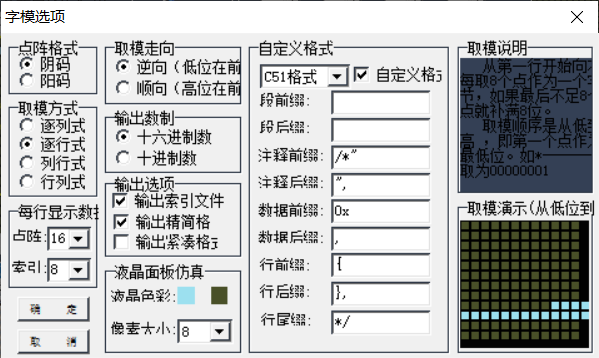 字模选项
点阵格式
阴码
阳码
取模方式
逐列式
逐行式
列行式
行列式
每行显示数据
点阵: 16
索引: 8
确 定
取 消
取模走向
逆向（低位在前
顺向（高位在前
输出数制
十六进制数
十进制数
输出选项
输出索引文件
输出精简格
输出紧凑格式
液晶面板仿真
液晶色彩:
像素大小: 8
自定义格式
C51格式 自定义格式
段前缀:
段后缀:
注释前缀: /*"
注释后缀: ",
数据前缀: 0x
数据后缀: ,
行前缀: {
行后缀: },
行尾缀: */
取模说明
从第一行开始向
每取8个点作为一个字
节，如果最后不足8
点就补满8位。
取模顺序是从低到
高，即第一个点作
最低位。如*-------
取为00000001
取模演示(从低位到